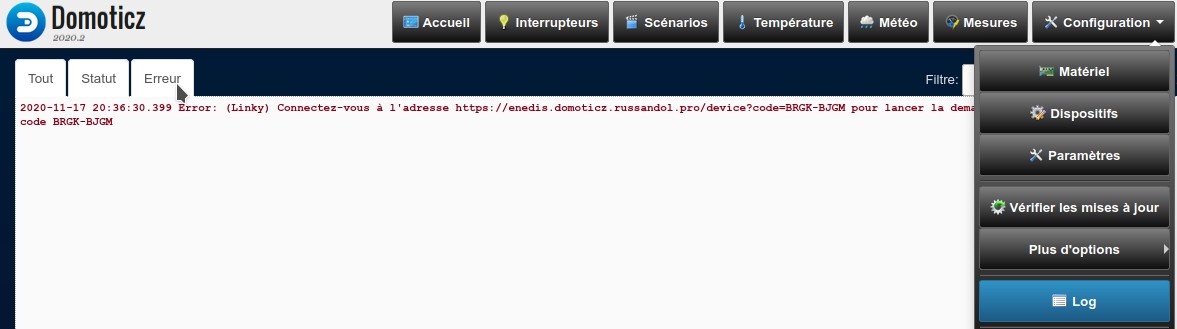 Domoticz
2020.2
Accueil
Interrupteurs
Scénarios
Température
Météo
Mesures
Configuration
Tout
Statut
Erreur
Filtre:
2020-11-17 20:36:30.399 Error: (Linky) Connectez-vous à l'adresse https://enedis.domoticz.russandol.pro/device?code=BRGK-BJGM pour lancer la
code BRGK-BJGM
Matériel
Dispositifs
Paramètres
Vérifier les mises à jour
Plus d'options
Log